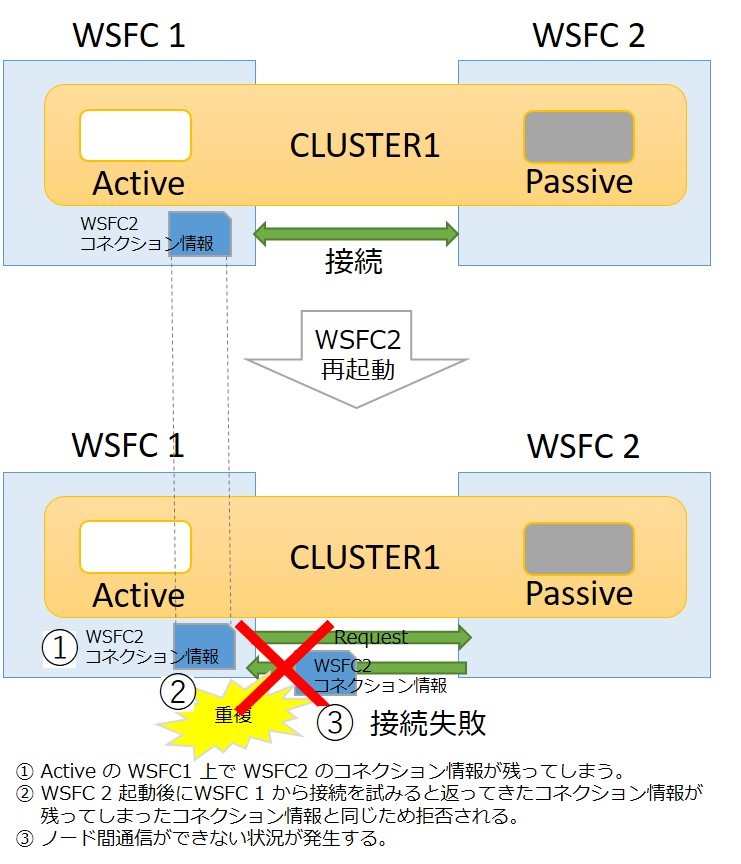 WSFC 1
WSFC 2
CLUSTER1
Active
Passive
WSFC2
コネクション情報
接続
WSFC2
再起動
WSFC 1
WSFC 2
CLUSTER1
Active
Passive
①
WSFC2
コネクション情報
Request
WSFC2
コネクション情報
②
重複
③ 接続失敗
① Active の WSFC1 上で WSFC2 のコネクション情報が残ってしまう。
② WSFC 2 起動後にWSFC 1 から接続を試みると返ってきたコネクション情報が
残ってしまったコネクション情報と同じため拒否される。
③ ノード間通信ができない状況が発生する。